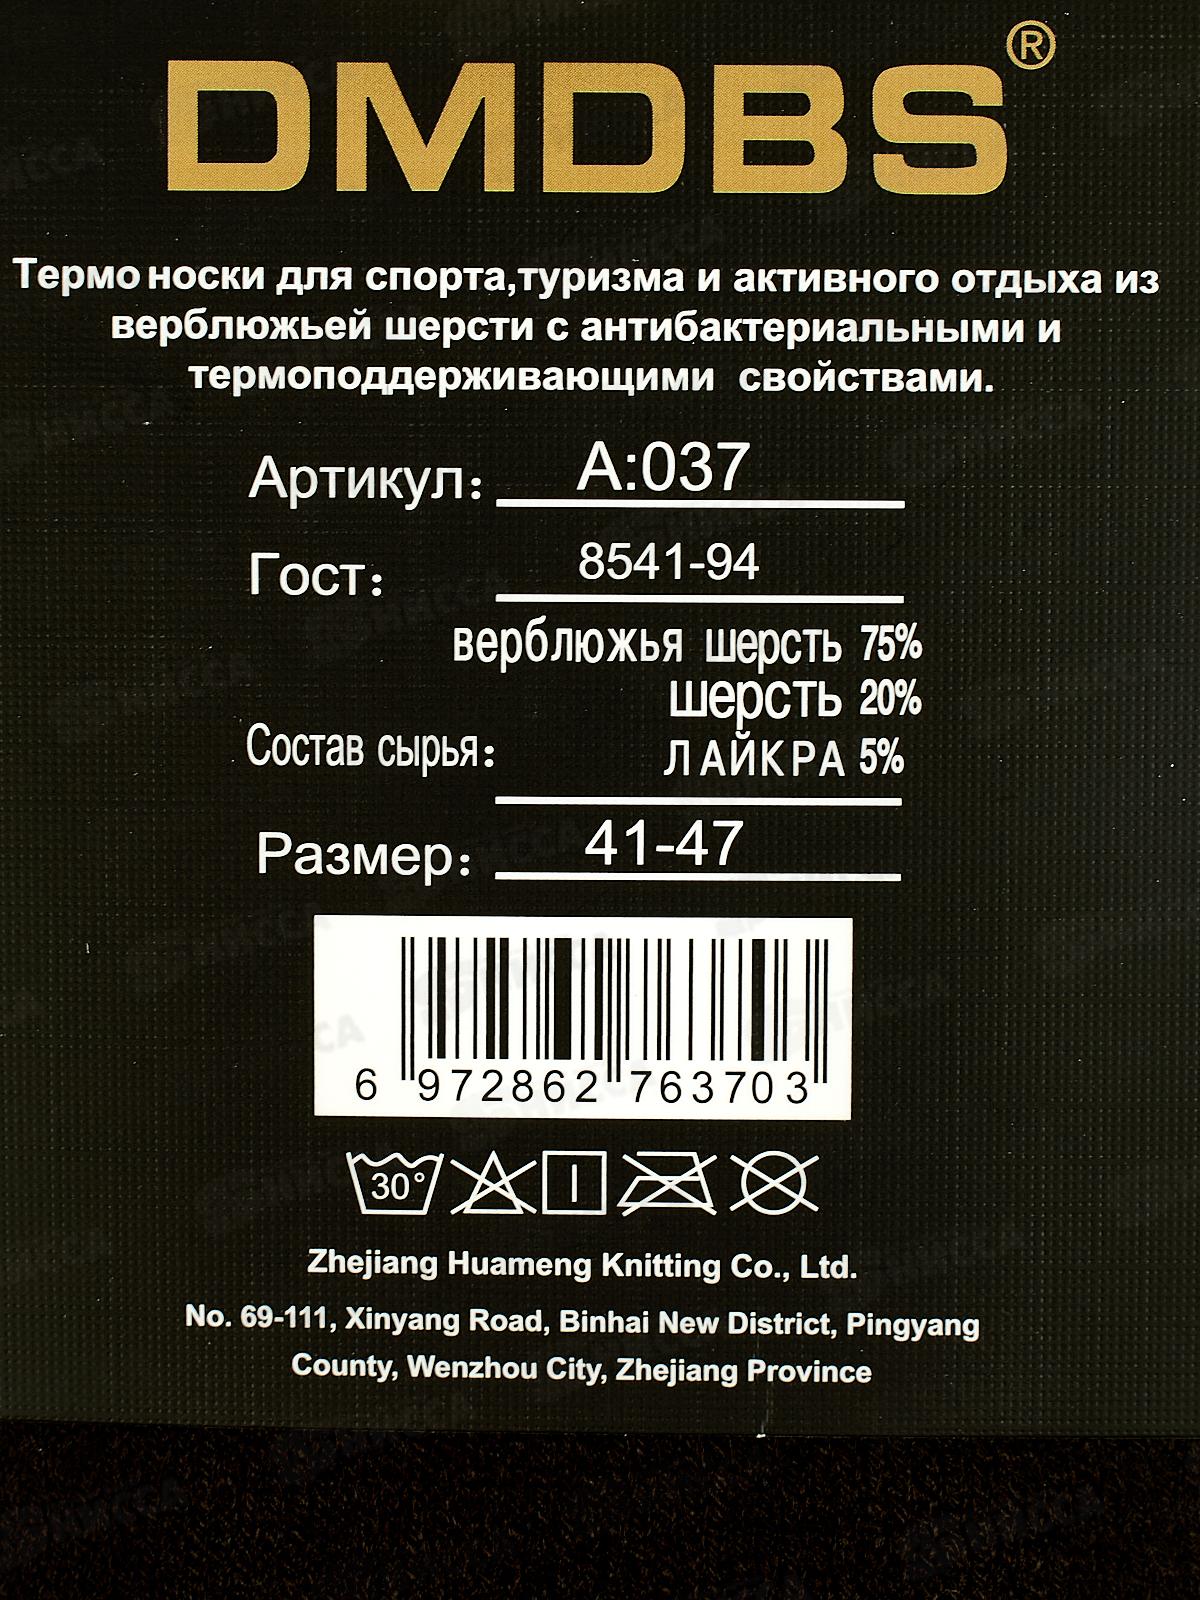 DMDBS®
Термо носки для спорта,туризма и активного отдыха из
верблюжьей шерсти с антибактериальными и
термоподдерживающими свойствами.
Артикул: А:037
Гост: 8541-94
верблюжья шерсть 75%
шерсть 20%
Состав сырья: ЛАЙКРА 5%
Размер: 41-47
6 972862 763703
30°
Zhejiang Huameng Knitting Co., Ltd.
No. 69-111, Xinyang Road, Binhai New District, Pingyang
County, Wenzhou City, Zhejiang Province